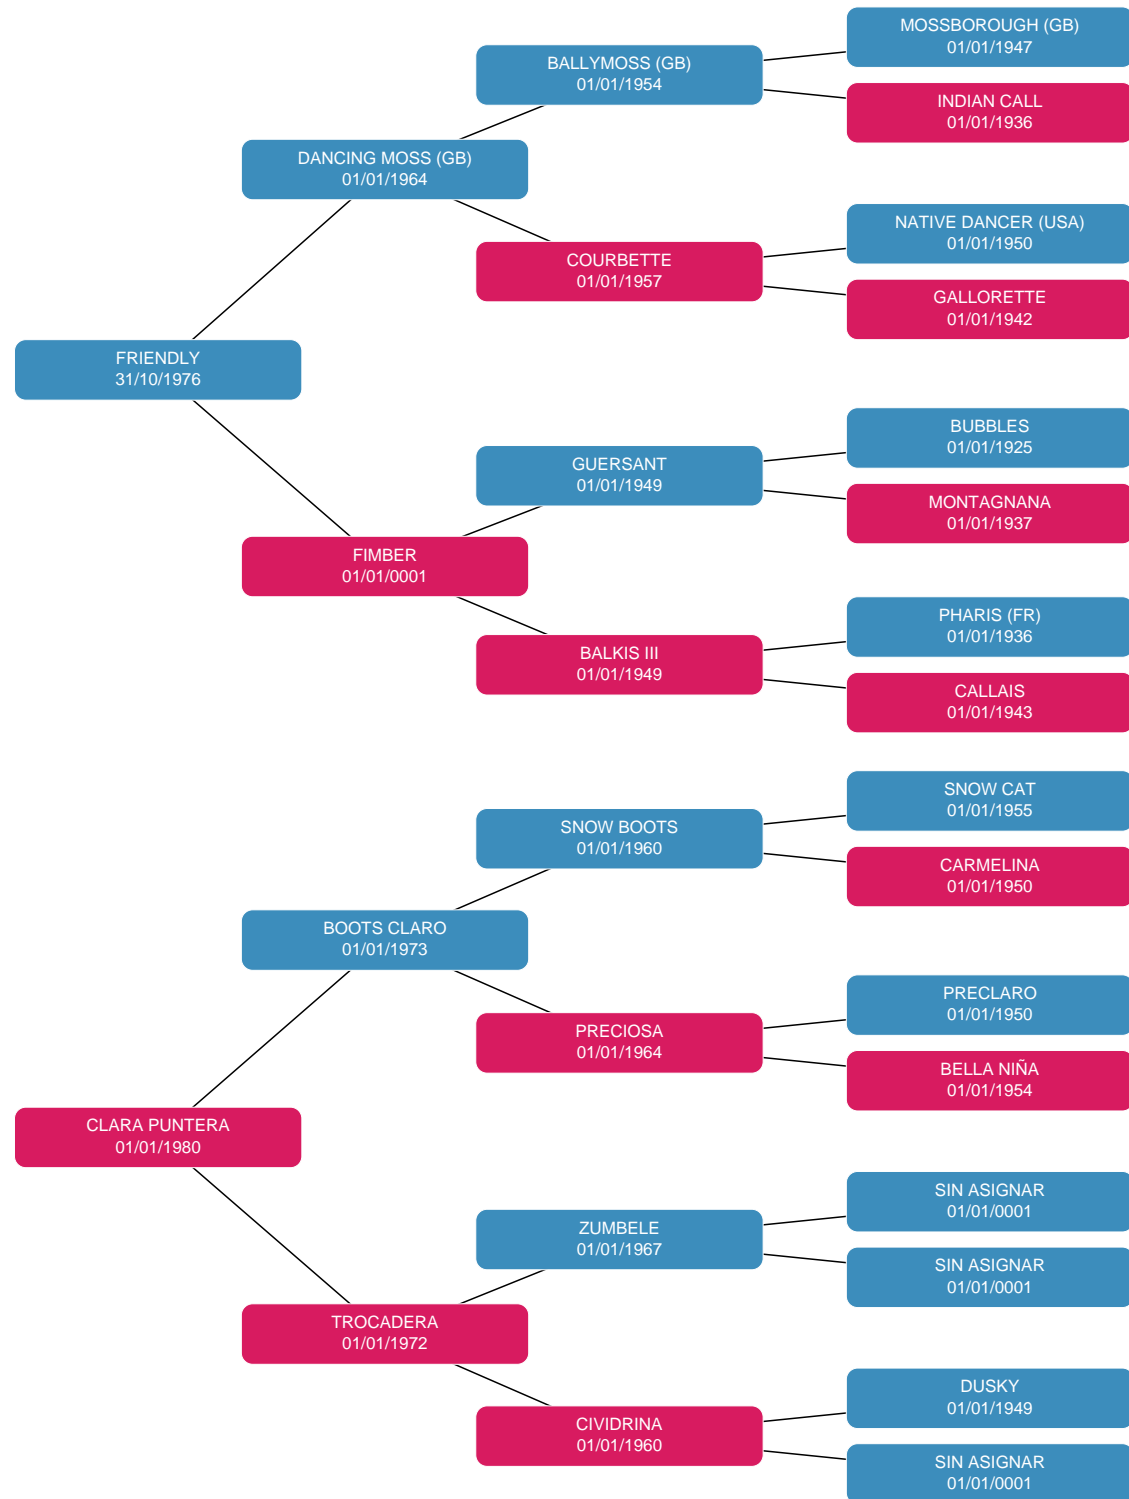 MOSSBOROUGH (GB)
01/01/1947
BALLYMOSS (GB)
01/01/1954
INDIAN CALL
01/01/1936
DANCING MOSS (GB)
01/01/1964
NATIVE DANCER (USA)
01/01/1950
COURBETTE
01/01/1957
GALLORETTE
01/01/1942
FRIENDLY
31/10/1976
BUBBLES
01/01/1925
GUERSANT
01/01/1949
MONTAGNANA
01/01/1937
FIMBER
01/01/0001
PHARIS (FR)
01/01/1936
BALKIS III
01/01/1949
CALLAIS
01/01/1943
SNOW CAT
01/01/1955
SNOW BOOTS
01/01/1960
CARMELINA
01/01/1950
BOOTS CLARO
01/01/1973
PRECLARO
01/01/1950
PRECIOSA
01/01/1964
BELLA NIÑA
01/01/1954
CLARA PUNTERA
01/01/1980
SIN ASIGNAR
01/01/0001
ZUMBELE
01/01/1967
SIN ASIGNAR
01/01/0001
TROCADERA
01/01/1972
DUSKY
01/01/1949
CIVIDRINA
01/01/1960
SIN ASIGNAR
01/01/0001